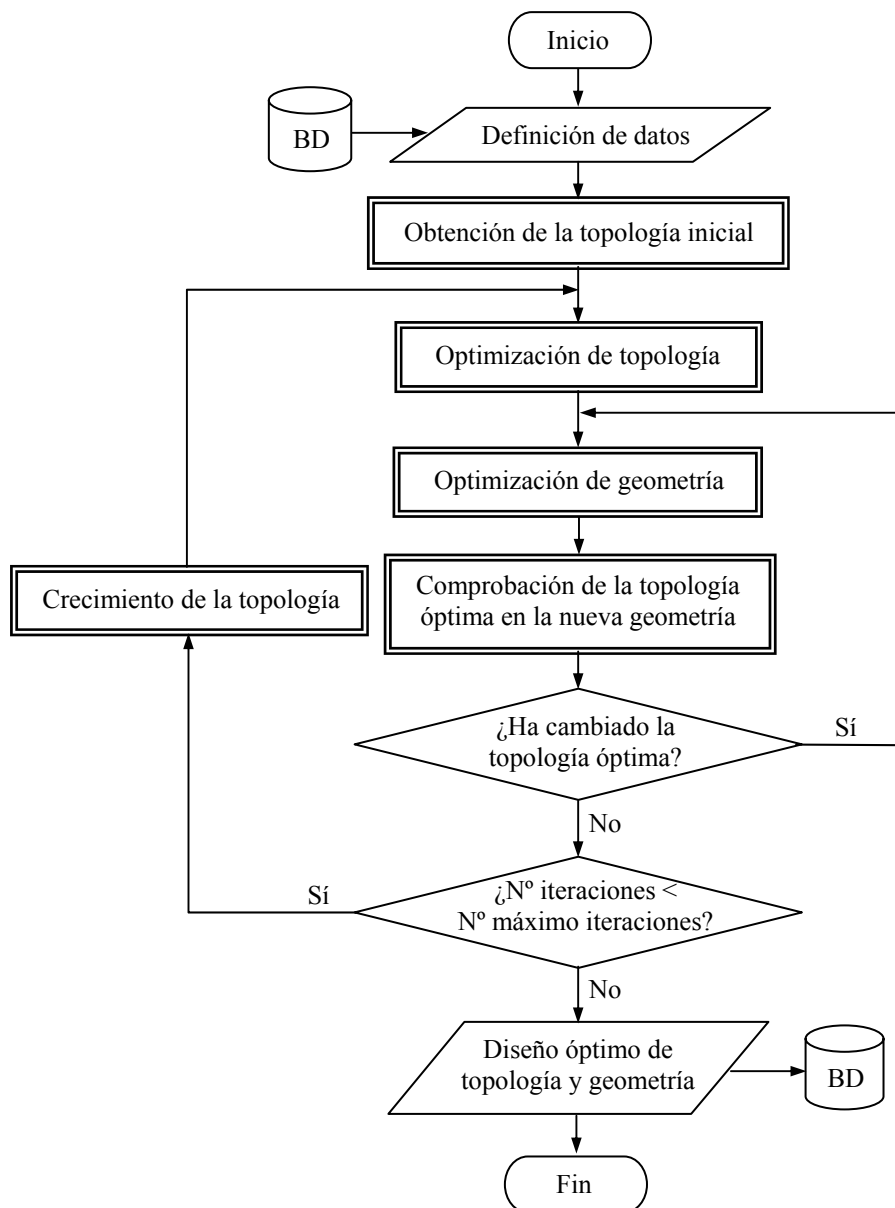 Inicio
BD
Definición de datos
Obtención de la topología inicial
Optimización de topología
Optimización de geometría
Crecimiento de la topología
Comprobación de la topología
óptima en la nueva geometría
¿Ha cambiado la
topología óptima?
Sí
No
Sí
¿Nº iteraciones <
Nº máximo iteraciones?
No
Diseño óptimo de
topología y geometría
BD
Fin